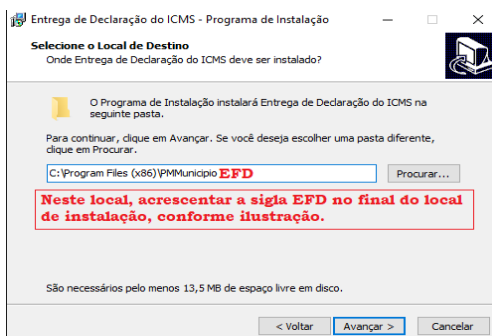 Entrega de Declaração do ICMS - Programa de Instalação
Selecione o Local de Destino
Onde Entrega de Declaração do ICMS deve ser instalado?
O Programa de Instalação instalará Entrega de Declaração do ICMS na
seguinte pasta.
Para continuar, clique em Avançar. Se você deseja escolher uma pasta diferente,
clique em Procurar.
C:\Program Files (x86)\PMMunicipio EFD
Procurar...
Neste local, acrescentar a sigla EFD no final do local
de instalação, conforme ilustração.
São necessários pelo menos 13,5 MB de espaço livre em disco.
< Voltar
Avançar >
Cancelar